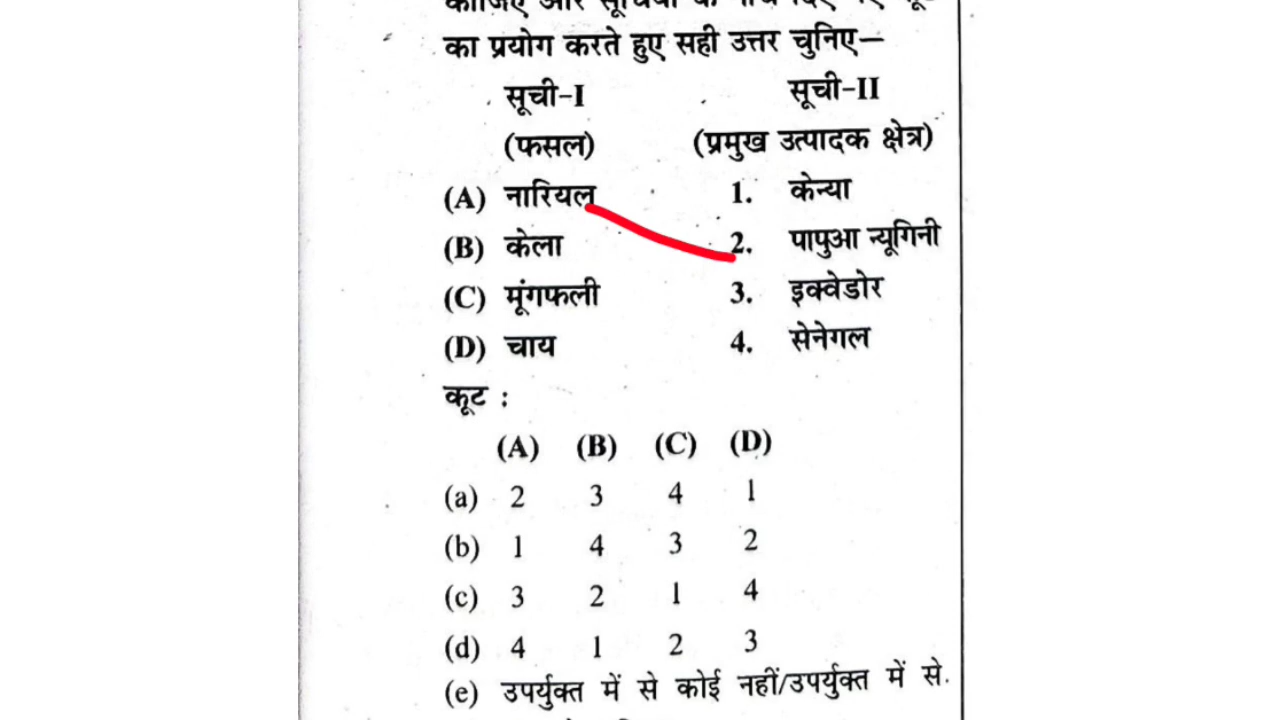 का प्रयोग करते हुए सही उत्तर चुनिए—
सूची-I सूची-II
(फसल) (प्रमुख उत्पादक क्षेत्र)
(A) नारियल 1. केन्या
(B) केला 2. पापुआ न्यूगिनी
(C) मूंगफली 3. इक्वेडोर
(D) चाय 4. सेनेगल
कूट :
(A) (B) (C) (D)
(a) 2 3 4 1
(b) 1 4 3 2
(c) 3 2 1 4
(d) 4 1 2 3
(e) उपर्युक्त में से कोई नहीं/उपर्युक्त में से